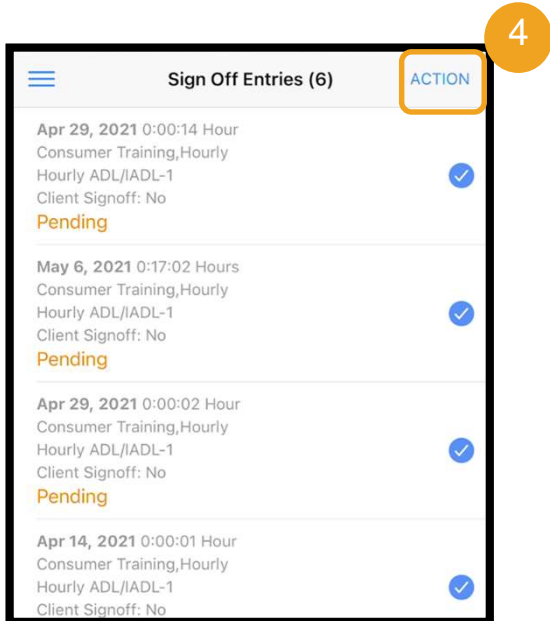 4
Sign Off Entries (6) ACTION
Apr 29, 2021 0:00:14 Hour
Consumer Training,Hourly
Hourly ADL/IADL-1
Client Signoff: No
Pending
May 6, 2021 0:17:02 Hours
Consumer Training,Hourly
Hourly ADL/IADL-1
Client Signoff: No
Pending
Apr 29, 2021 0:00:02 Hour
Consumer Training,Hourly
Hourly ADL/IADL-1
Client Signoff: No
Pending
Apr 14, 2021 0:00:01 Hour
Consumer Training,Hourly
Hourly ADL/IADL-1
Client Signoff: No